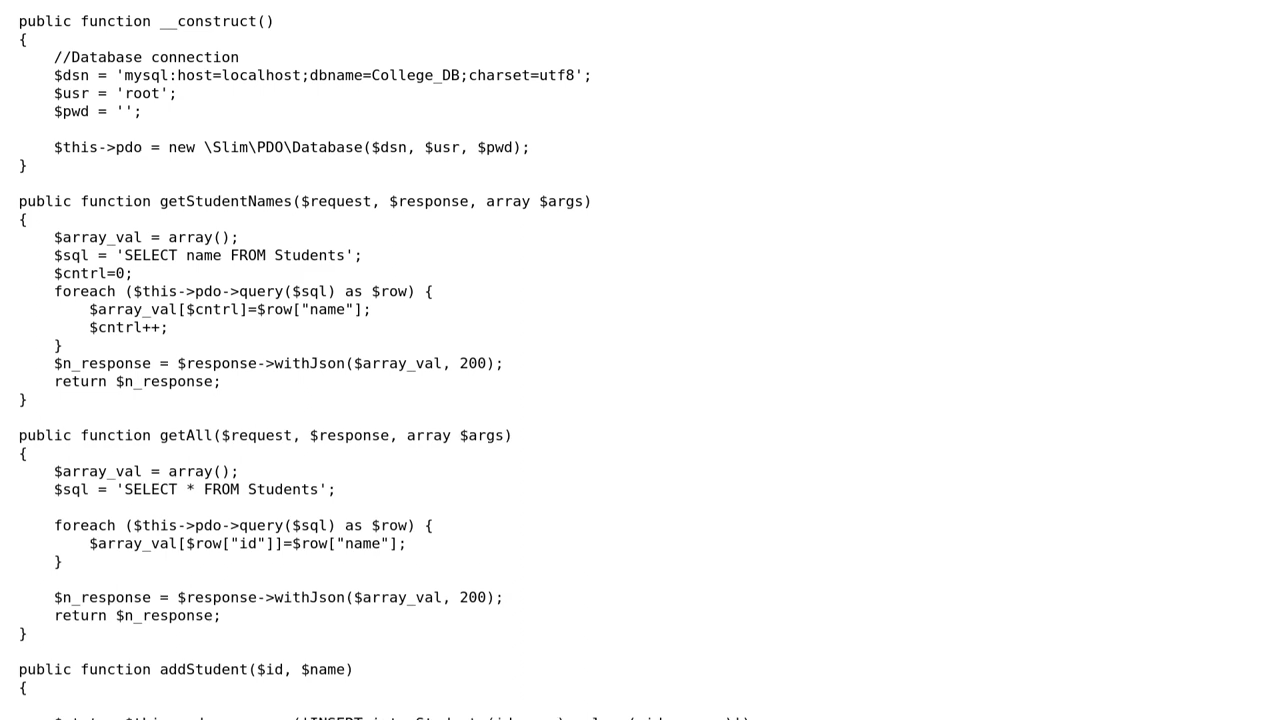 public function __construct()
{
    //Database connection
    $dsn = 'mysql:host=localhost;dbname=College_DB;charset=utf8';
    $usr = 'root';
    $pwd = '';

    $this->pdo = new \Slim\PDO\Database($dsn, $usr, $pwd);
}

public function getStudentNames($request, $response, array $args)
{
    $array_val = array();
    $sql = 'SELECT name FROM Students';
    $cntrl=0;
    foreach ($this->pdo->query($sql) as $row) {
        $array_val[$cntrl]=$row["name"];
        $cntrl++;
    }
    $n_response = $response->withJson($array_val, 200);
    return $n_response;
}

public function getAll($request, $response, array $args)
{
    $array_val = array();
    $sql = 'SELECT * FROM Students';

    foreach ($this->pdo->query($sql) as $row) {
        $array_val[$row["id"]]=$row["name"];
    }

    $n_response = $response->withJson($array_val, 200);
    return $n_response;
}

public function addStudent($id, $name)
{